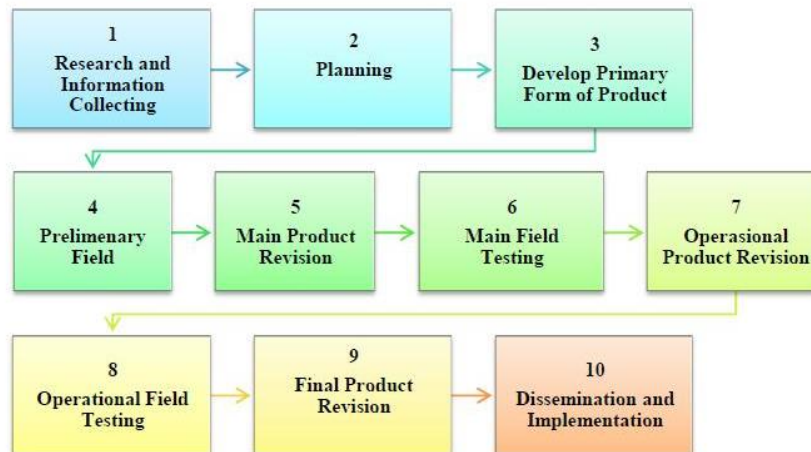 1
Research and
Information
Collecting
2
Planning
3
Develop Primary
Form of Product
4
Prelimenary
Field
5
Main Product
Revision
6
Main Field
Testing
7
Operasional
Product Revision
8
Operational Field
Testing
9
Final Product
Revision
10
Dissemination and
Implementation